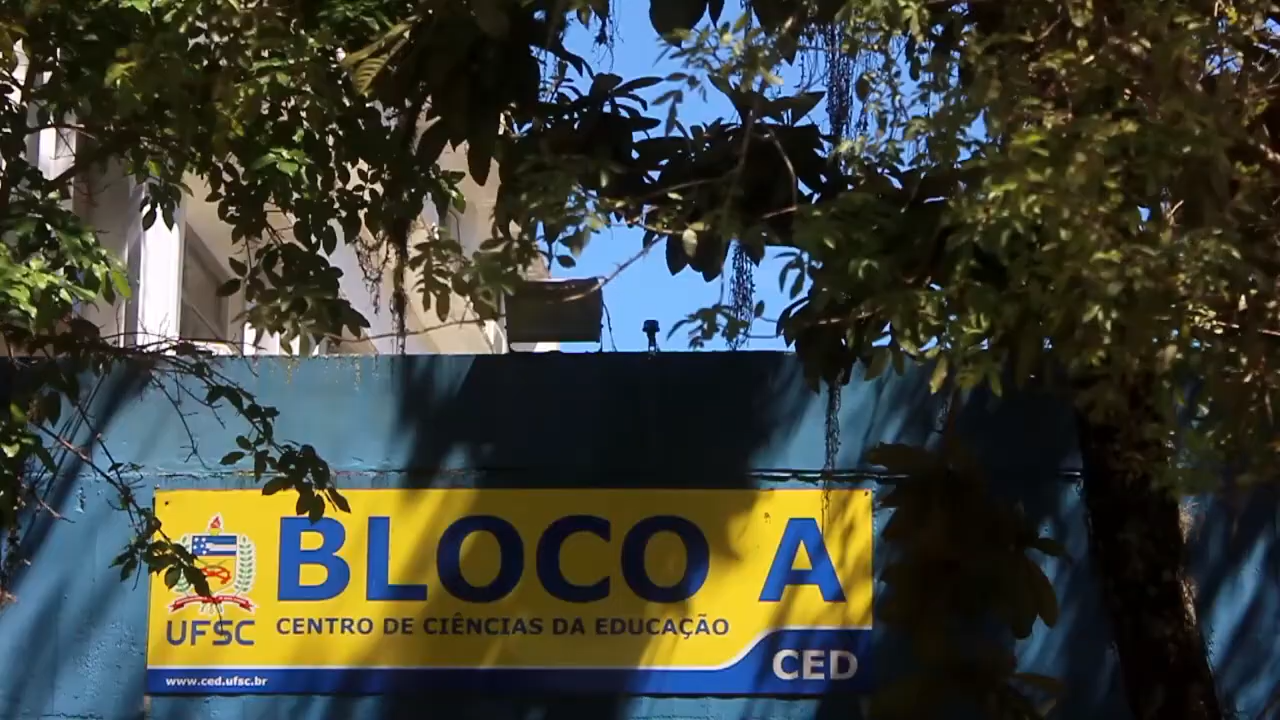 BLOCO A
UFSC
CENTRO DE CIÊNCIAS DA EDUCAÇÃO
CED
www.ced.ufsc.br